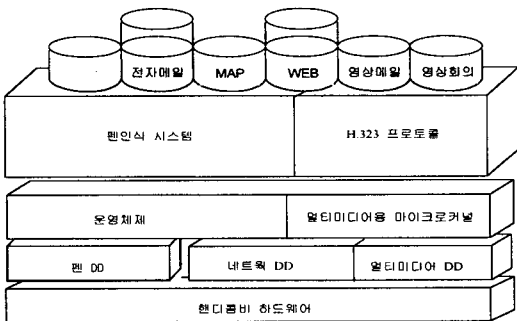 전자메일 MAP WEB 영상메일 영상회의
펜인식 시스템 H.323 프로토콜
운영체제 멀티미디어용 마이크로커널
펜 DD 네트웍 DD 멀티미디어 DD
핸디콤비 하드웨어